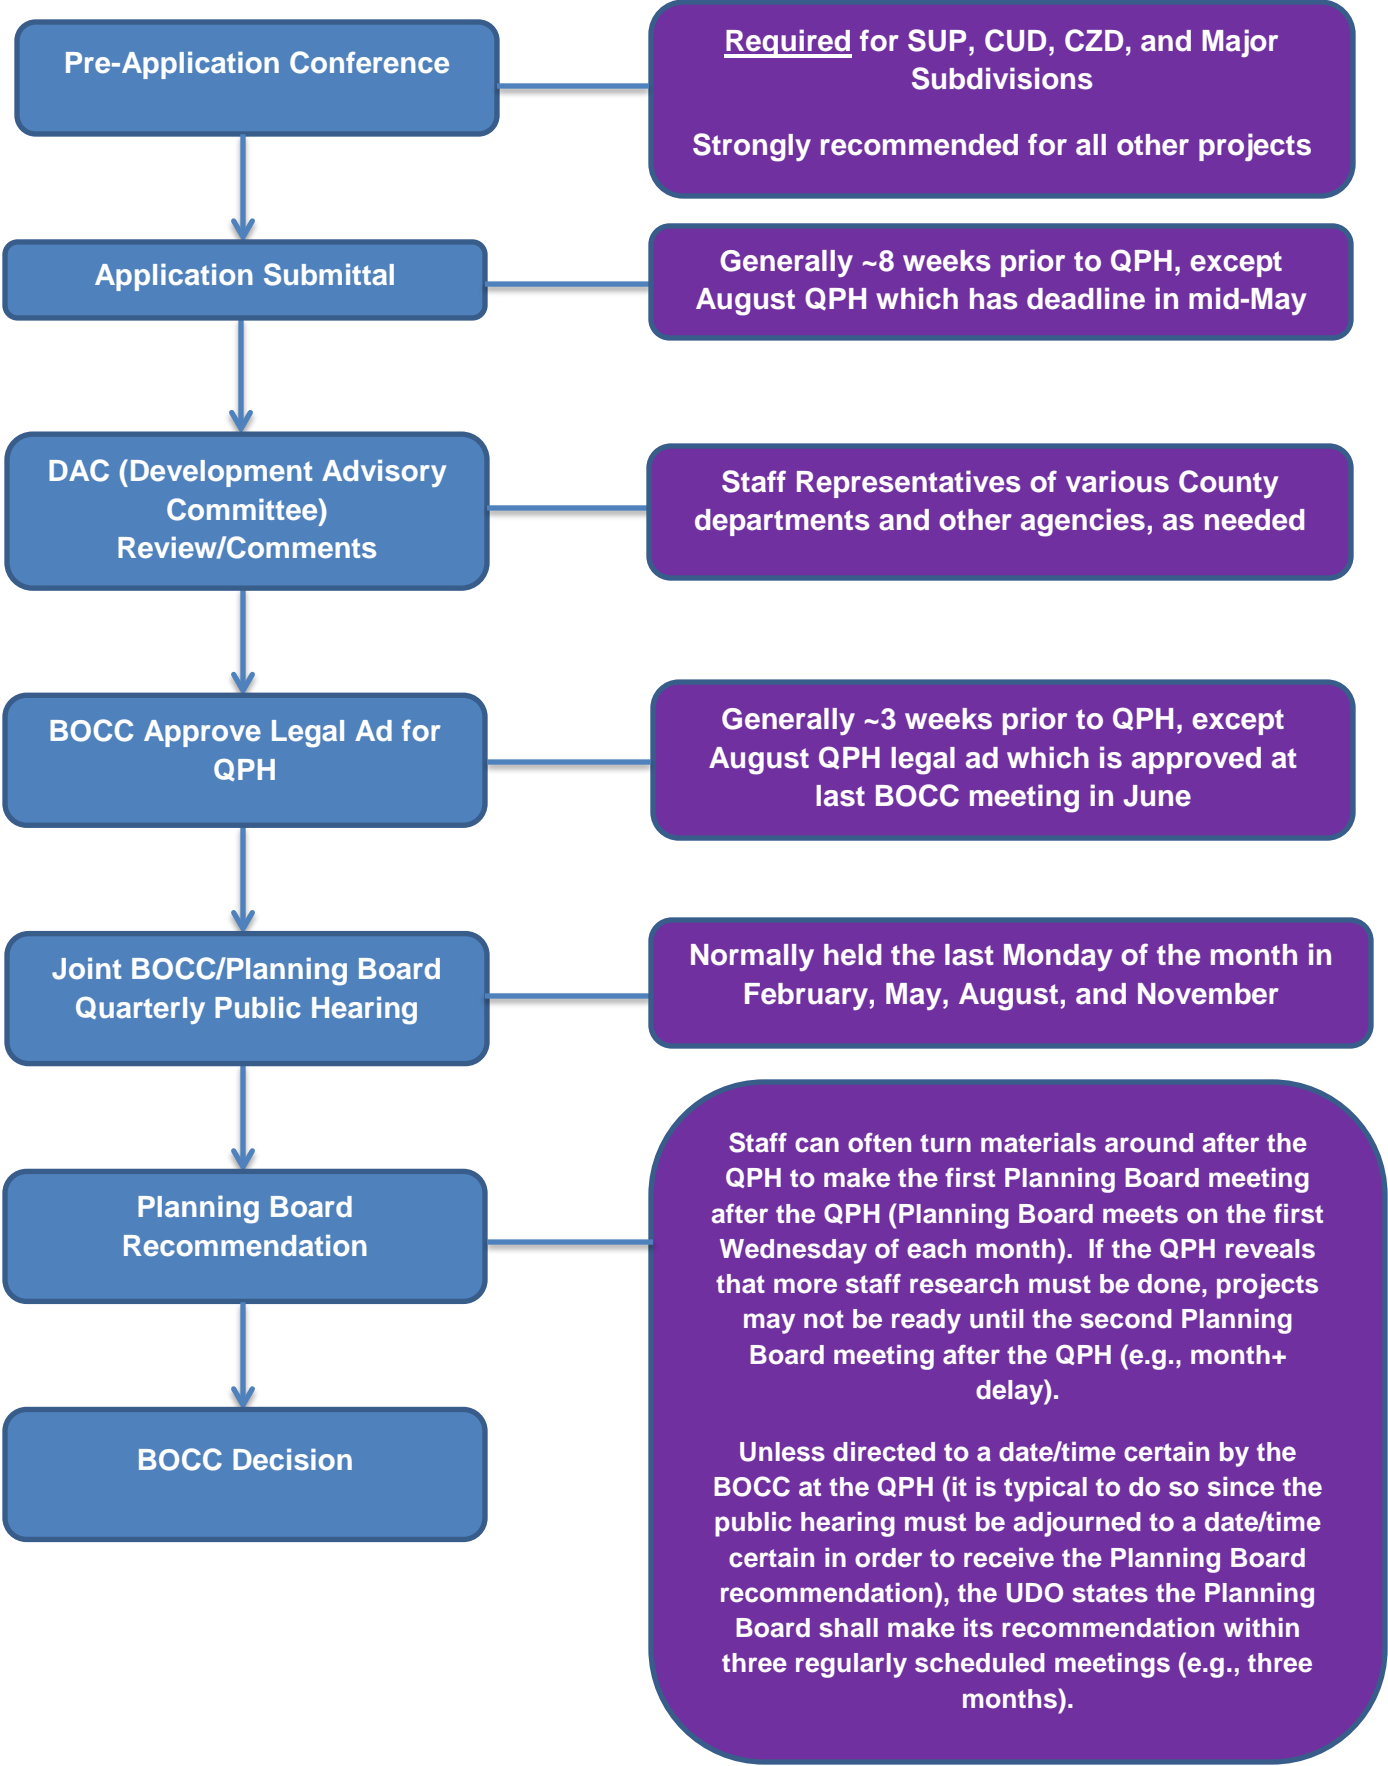 Pre-Application Conference
Required for SUP, CUD, CZD, and Major
Subdivisions
Strongly recommended for all other projects
Application Submittal
Generally ~8 weeks prior to QPH, except
August QPH which has deadline in mid-May
DAC (Development Advisory
Committee)
Review/Comments
Staff Representatives of various County
departments and other agencies, as needed
BOCC Approve Legal Ad for
QPH
Generally ~3 weeks prior to QPH, except
August QPH legal ad which is approved at
last BOCC meeting in June
Joint BOCC/Planning Board
Quarterly Public Hearing
Normally held the last Monday of the month in
February, May, August, and November
Planning Board
Recommendation
Staff can often turn materials around after the
QPH to make the first Planning Board meeting
after the QPH (Planning Board meets on the first
Wednesday of each month).  If the QPH reveals
that more staff research must be done, projects
may not be ready until the second Planning
Board meeting after the QPH (e.g., month+
delay).
Unless directed to a date/time certain by the
BOCC at the QPH (it is typical to do so since the
public hearing must be adjourned to a date/time
certain in order to receive the Planning Board
recommendation), the UDO states the Planning
Board shall make its recommendation within
three regularly scheduled meetings (e.g., three
months).
BOCC Decision